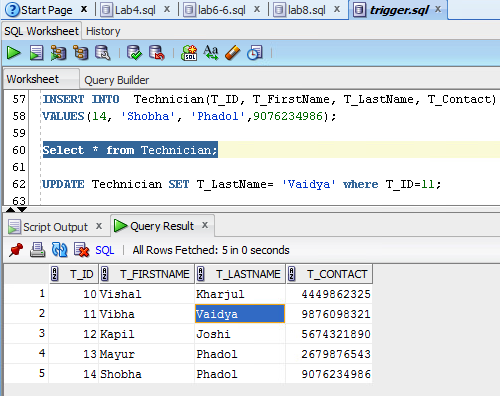 Start Page Lab4.sql lab6-6.sql lab8.sql trigger.sql
SQL Worksheet History
Worksheet Query Builder
57 INSERT INTO Technician(T_ID, T_FirstName, T_LastName, T_Contact)
58 VALUES(14, 'Shobha', 'Phadol',9076234986);
59
60 Select * from Technician;
61
62 UPDATE Technician SET T_LastName= 'Vaidya' where T_ID=11;
63
Script Output Query Result
SQL All Rows Fetched: 5 in 0 seconds
T_ID T_FIRSTNAME T_LASTNAME T_CONTACT
1 10 Vishal Kharjul 4449862325
2 11 Vibha Vaidya 9876098321
3 12 Kapil Joshi 5674321890
4 13 Mayur Phadol 2679876543
5 14 Shobha Phadol 9076234986